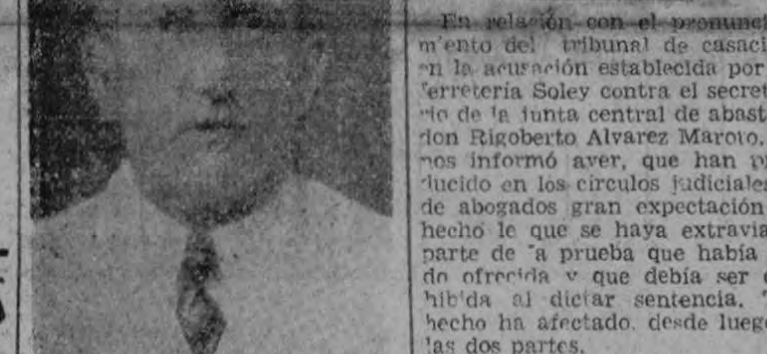 En relación con el pronunci
m'ento del tribunal de casaci
en la acusación establecida por
ferretería Soley contra el secret
rio de la junta central de abast
don Rigoberto Alvarez Maroto,
nos informó ayer, que han pr
ducido en los círculos judiciales
de abogados gran expectación
hecho le que se haya extravia
parte de 'a prueba que había
do ofrecida y que debía ser e
hib'da al dictar sentencia.
hecho ha afectado. desde lueg
las dos partes.